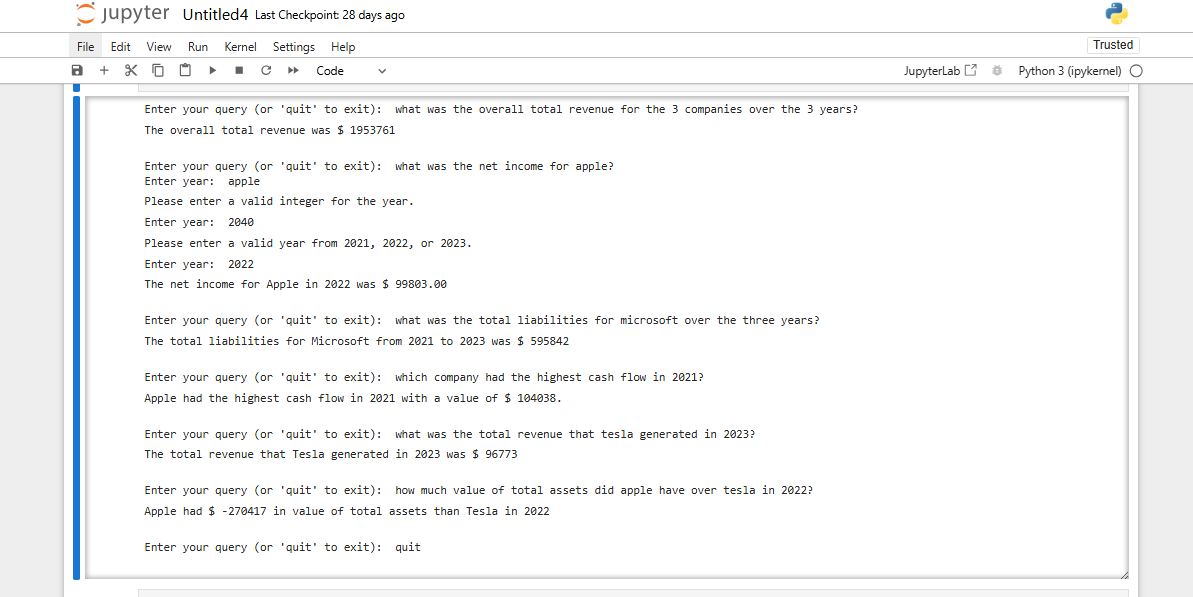 jupyter Untitled4 Last Checkpoint: 28 days ago
File Edit View Run Kernel Settings Help Trusted
Code JupyterLab Python 3 (ipykernel)
Enter your query (or 'quit' to exit):  what was the overall total revenue for the 3 companies over the 3 years?
The overall total revenue was $ 1953761
Enter your query (or 'quit' to exit):  what was the net income for apple?
Enter year:  apple
Please enter a valid integer for the year.
Enter year:  2040
Please enter a valid year from 2021, 2022, or 2023.
Enter year:  2022
The net income for Apple in 2022 was $ 99803.00
Enter your query (or 'quit' to exit):  what was the total liabilities for microsoft over the three years?
The total liabilities for Microsoft from 2021 to 2023 was $ 595842
Enter your query (or 'quit' to exit):  which company had the highest cash flow in 2021?
Apple had the highest cash flow in 2021 with a value of $ 104038.
Enter your query (or 'quit' to exit):  what was the total revenue that tesla generated in 2023?
The total revenue that Tesla generated in 2023 was $ 96773
Enter your query (or 'quit' to exit):  how much value of total assets did apple have over tesla in 2022?
Apple had $ -270417 in value of total assets than Tesla in 2022
Enter your query (or 'quit' to exit):  quit